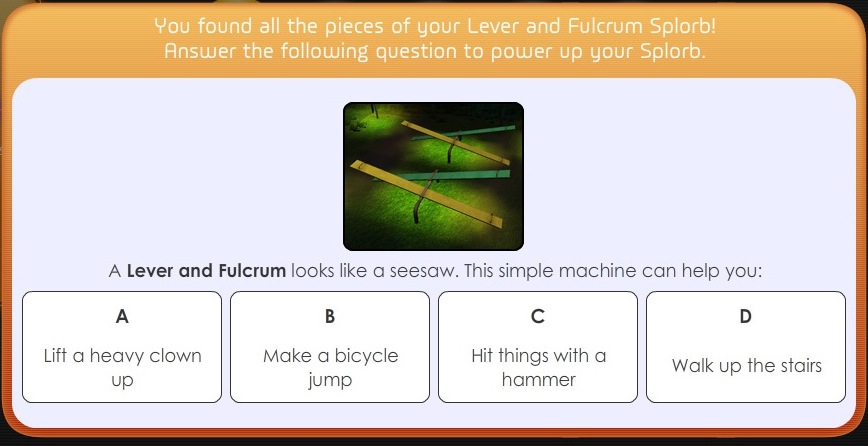 You found all the pieces of your Lever and Fulcrum Splorb!
Answer the following question to power up your Splorb.
A Lever and Fulcrum looks like a seesaw. This simple machine can help you:
A
Lift a heavy clown
up
B
Make a bicycle
jump
C
Hit things with a
hammer
D
Walk up the stairs